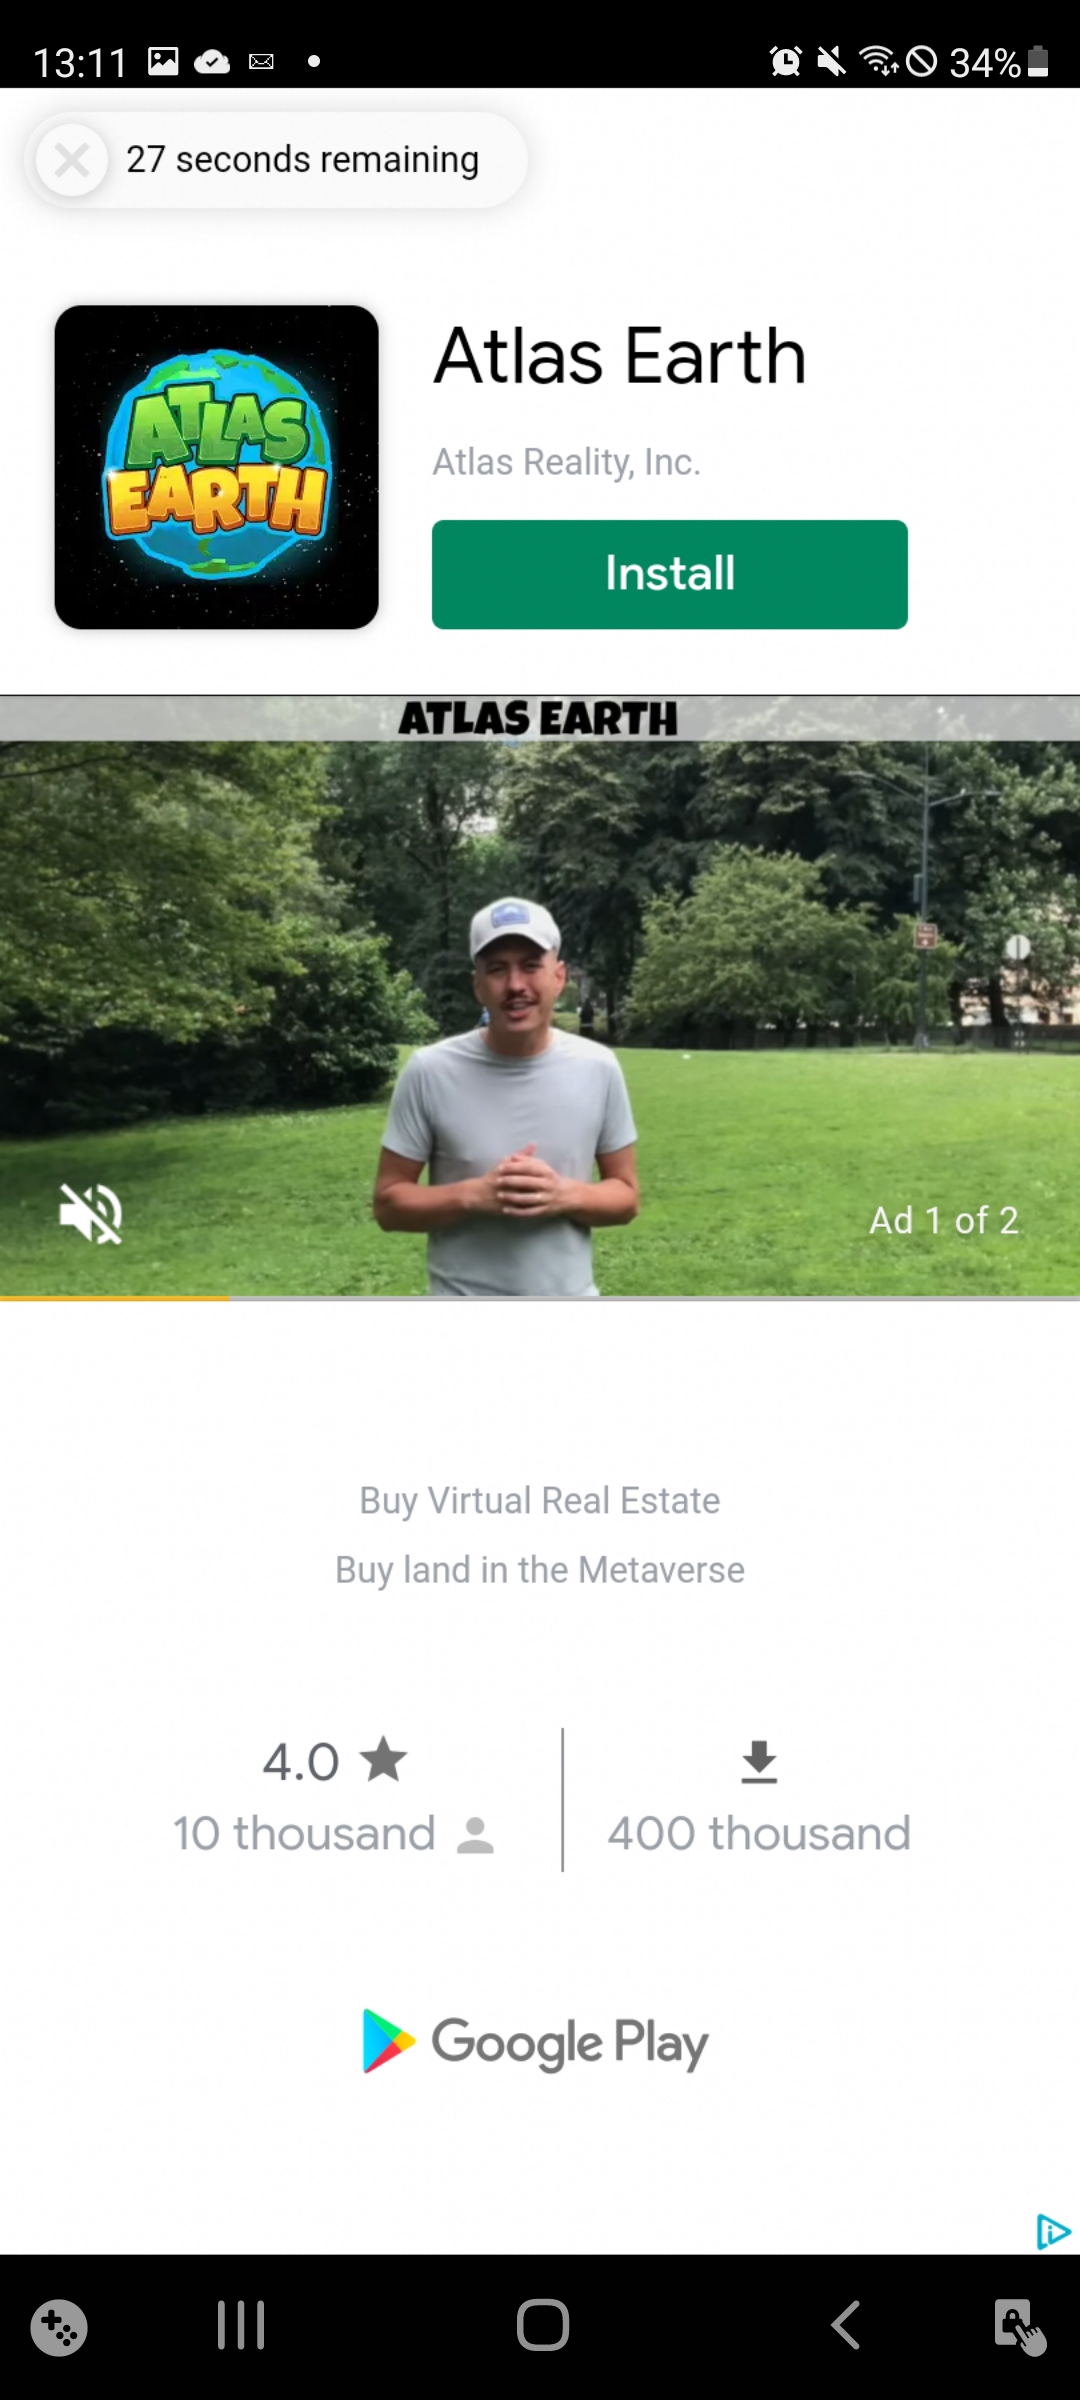 13:11
34%
27 seconds remaining
ATLAS
EARTH
Atlas Earth
Atlas Reality, Inc.
Install
ATLAS EARTH
Ad 1 of 2
Buy Virtual Real Estate
Buy land in the Metaverse
4.0
10 thousand
400 thousand
Google Play